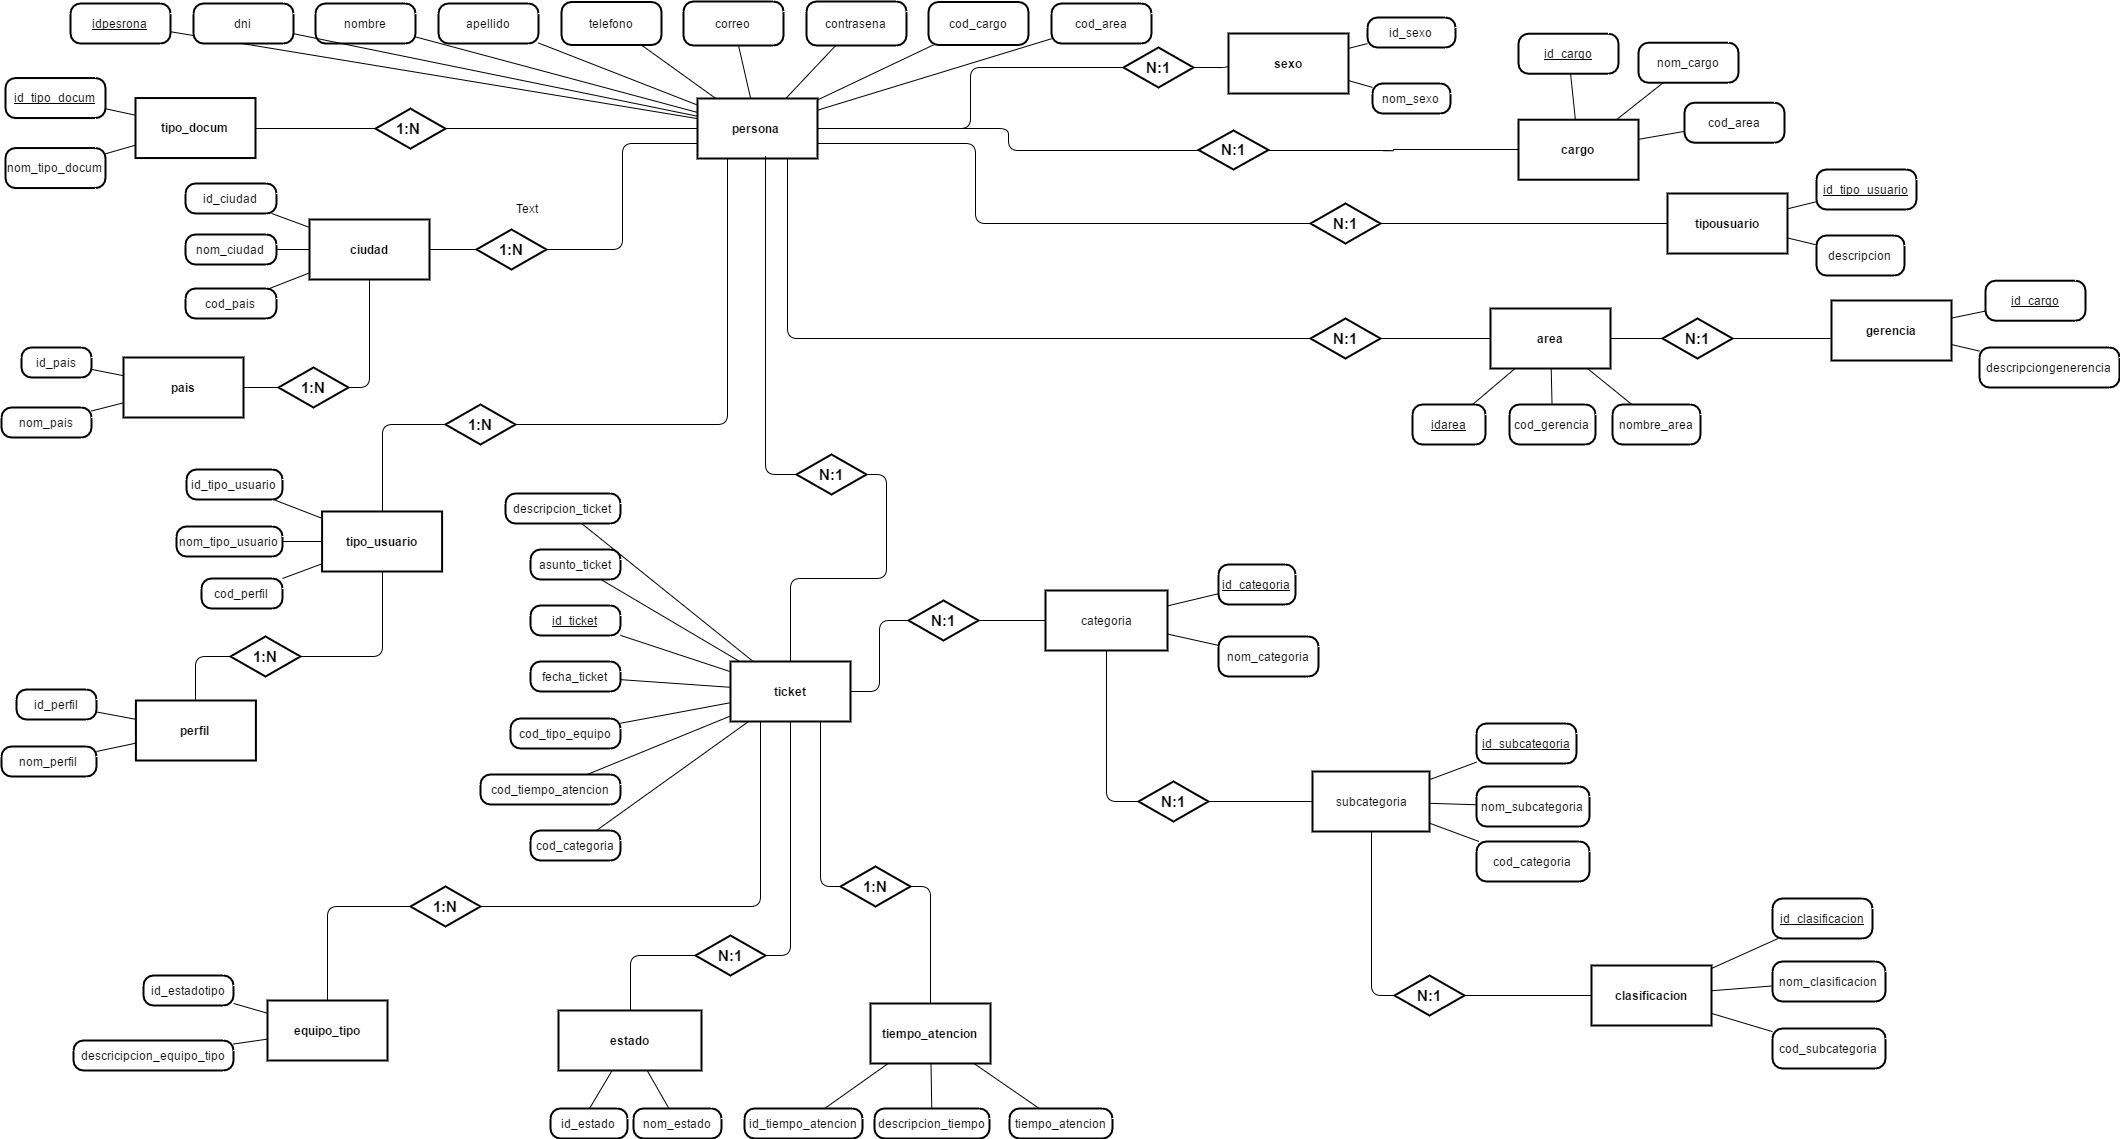 idpesrona
dni
nombre
apellido
telefono
correo
contrasena
cod_cargo
cod_area
id_sexo
sexo
nom_sexo
N:1
id_cargo
nom_cargo
cod_area
cargo
N:1
id_tipo_docum
nom_tipo_docum
tipo_docum
1:N
persona
id_ciudad
nom_ciudad
cod_pais
ciudad
Text
1:N
N:1
tipousuario
id_tipo_usuario
descripcion
id_pais
nom_pais
pais
1:N
N:1
area
N:1
gerencia
id_cargo
descripciongenerencia
idarea
cod_gerencia
nombre_area
1:N
N:1
id_tipo_usuario
nom_tipo_usuario
cod_perfil
tipo_usuario
1:N
id_perfil
nom_perfil
perfil
descripcion_ticket
asunto_ticket
id_ticket
fecha_ticket
cod_tipo_equipo
cod_tiempo_atencion
cod_categoria
ticket
N:1
categoria
id_categoria
nom_categoria
N:1
subcategoria
id_subcategoria
nom_subcategoria
cod_categoria
N:1
clasificacion
id_clasificacion
nom_clasificacion
cod_subcategoria
1:N
N:1
1:N
id_estadotipo
descricipcion_equipo_tipo
equipo_tipo
estado
id_estado
nom_estado
tiempo_atencion
id_tiempo_atencion
descripcion_tiempo
tiempo_atencion